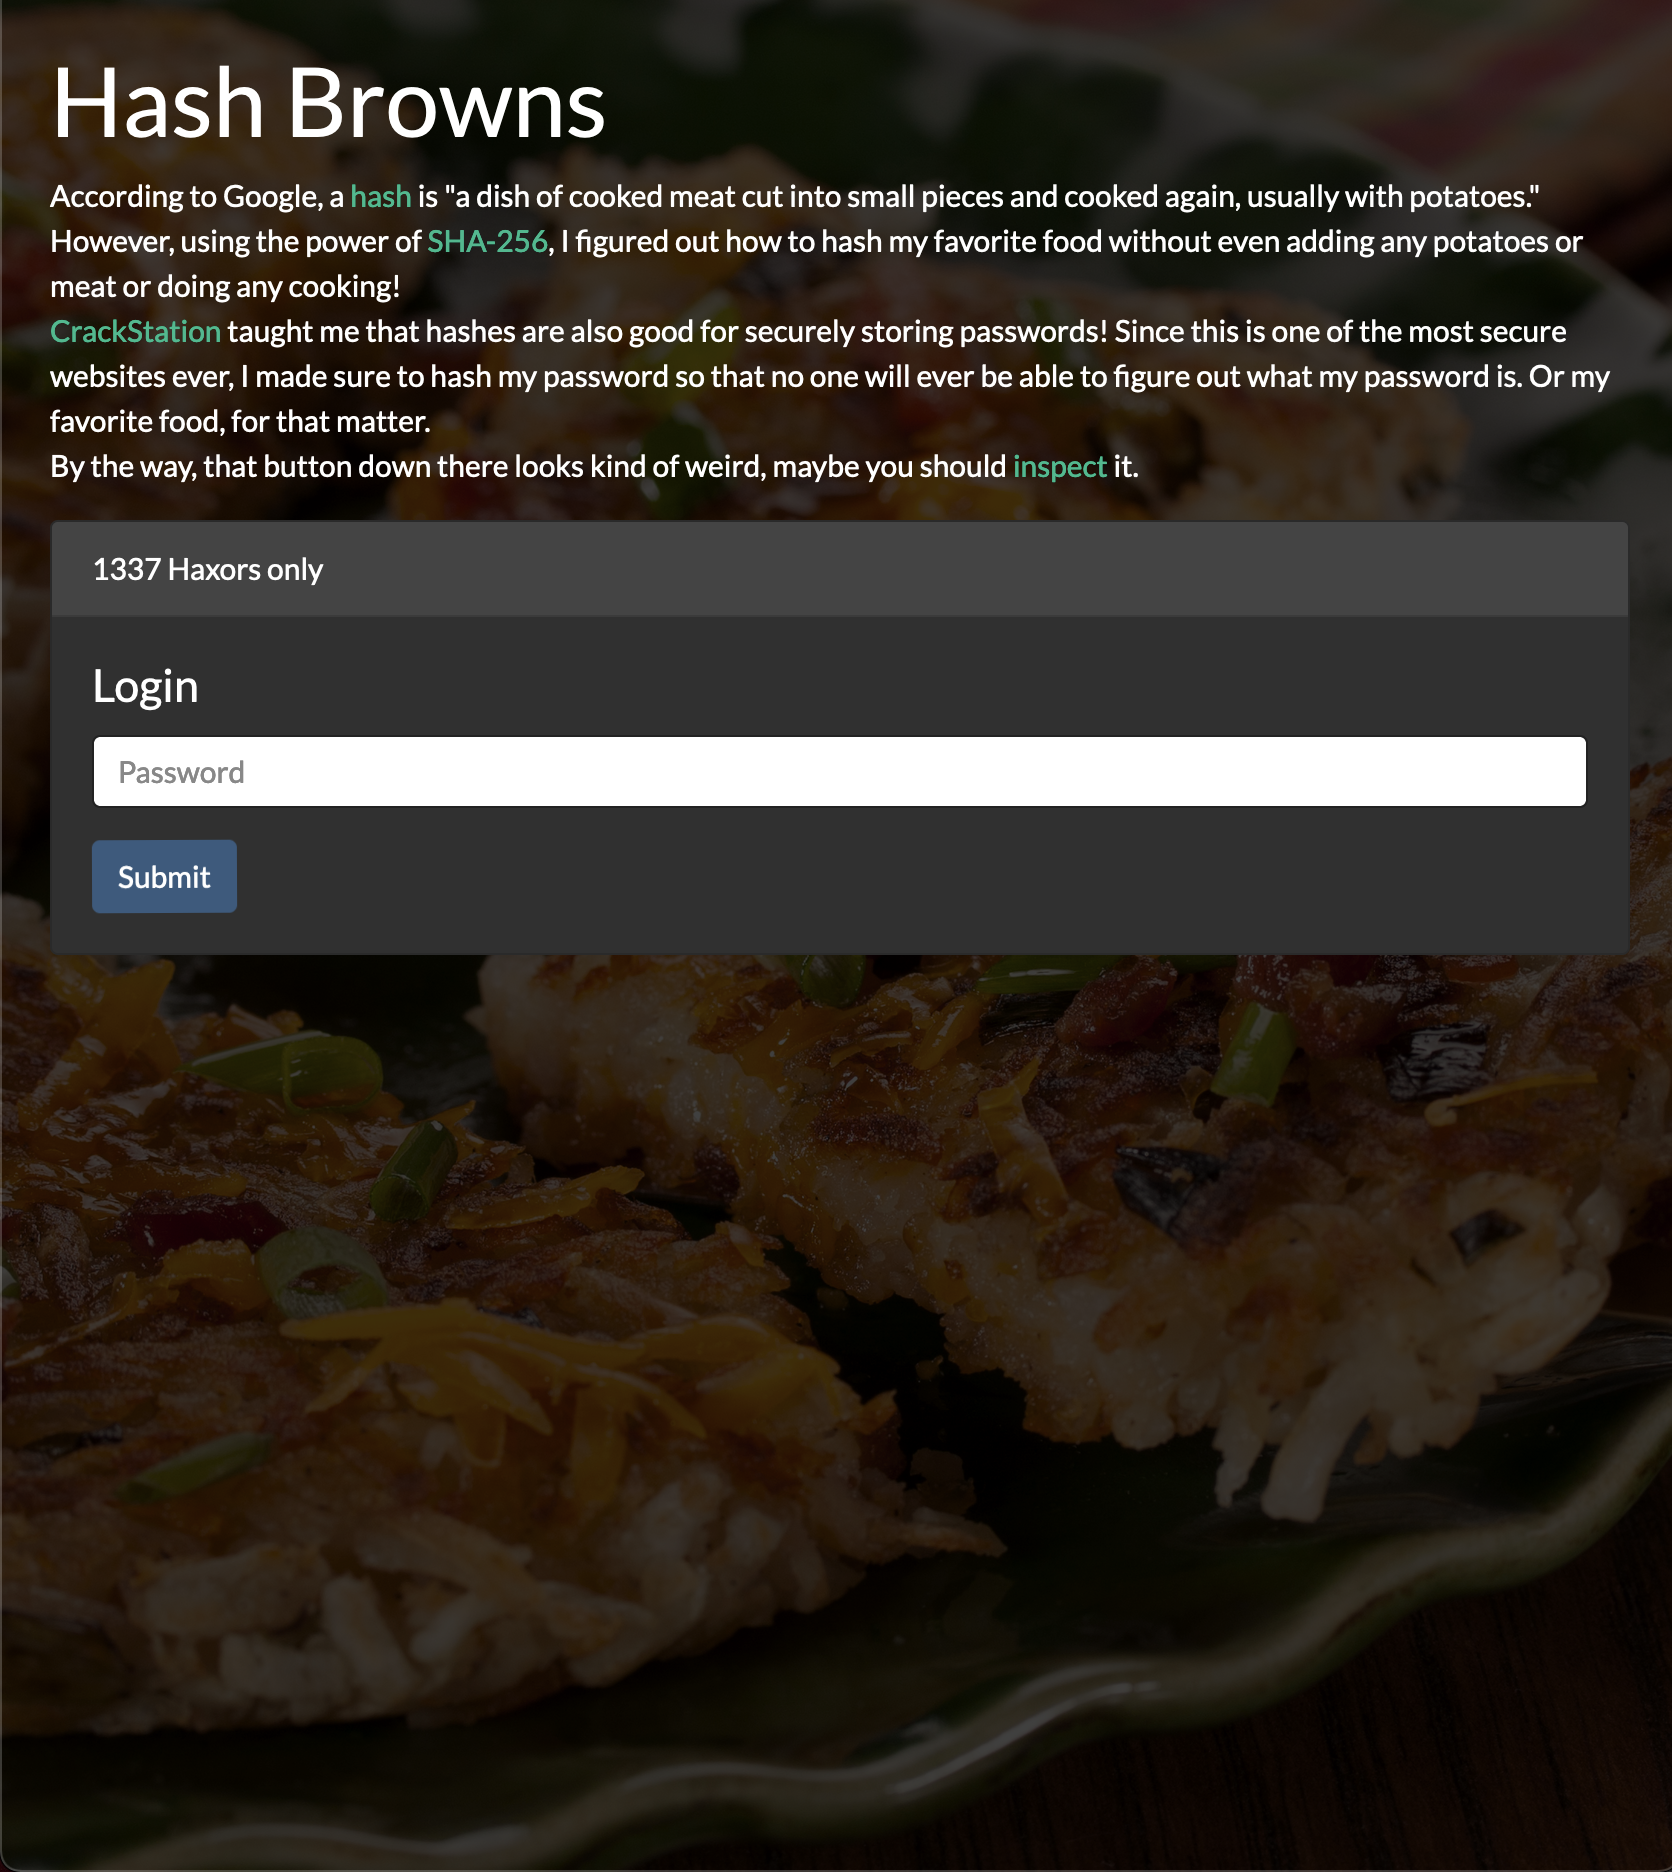 Hash Browns
According to Google, a hash is "a dish of cooked meat cut into small pieces and cooked again, usually with potatoes."
However, using the power of SHA-256, I figured out how to hash my favorite food without even adding any potatoes or
meat or doing any cooking!
CrackStation taught me that hashes are also good for securely storing passwords! Since this is one of the most secure
websites ever, I made sure to hash my password so that no one will ever be able to figure out what my password is. Or my
favorite food, for that matter.
By the way, that button down there looks kind of weird, maybe you should inspect it.
1337 Haxors only
Login
Password
Submit